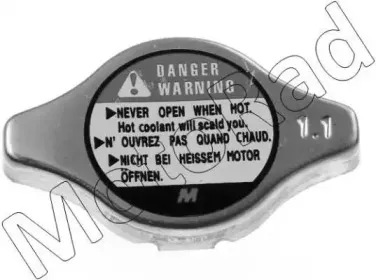 DANGER
WARNING
▶NEVER OPEN WHEN HOT.
Hot coolant will scald you.
▶N' OUVREZ PAS QUAND CHAUD.
▶NICHT BEI HEISSEM MOTOR
ÖFFNEN.
M
1.1
MotoRad